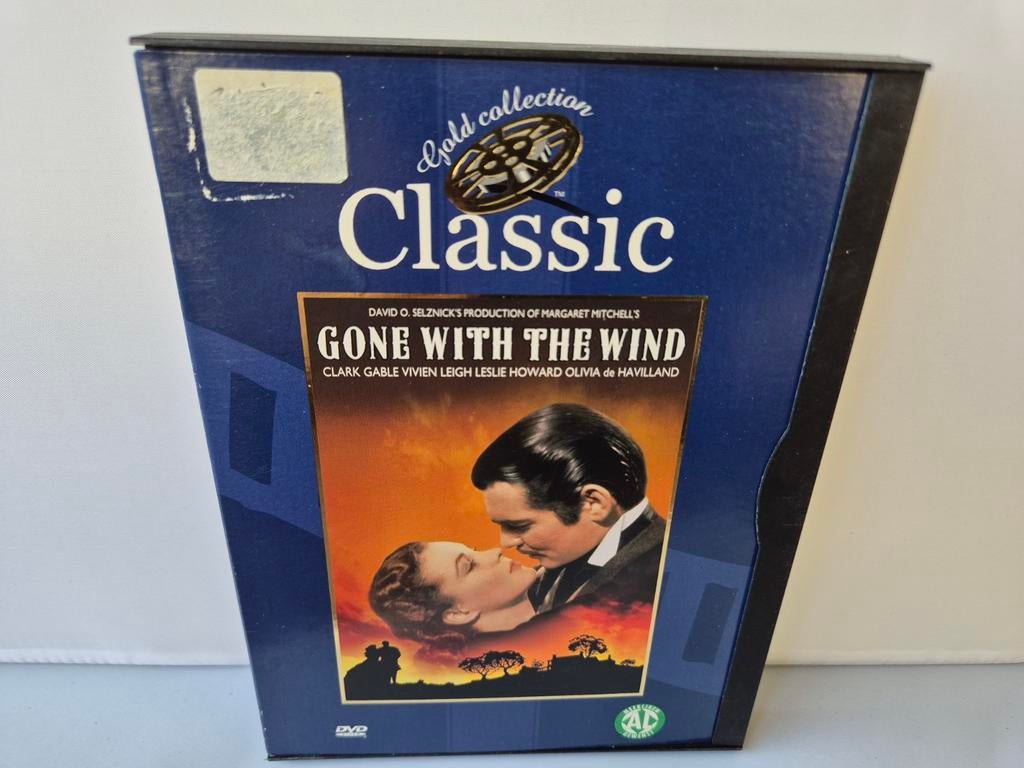 Gold collection
Classic
TM
DAVID O. SELZNICK'S PRODUCTION OF MARGARET MITCHELL'S
GONE WITH THE WIND
CLARK GABLE VIVIEN LEIGH LESLIE HOWARD OLIVIA de HAVILLAND
DVD
AL